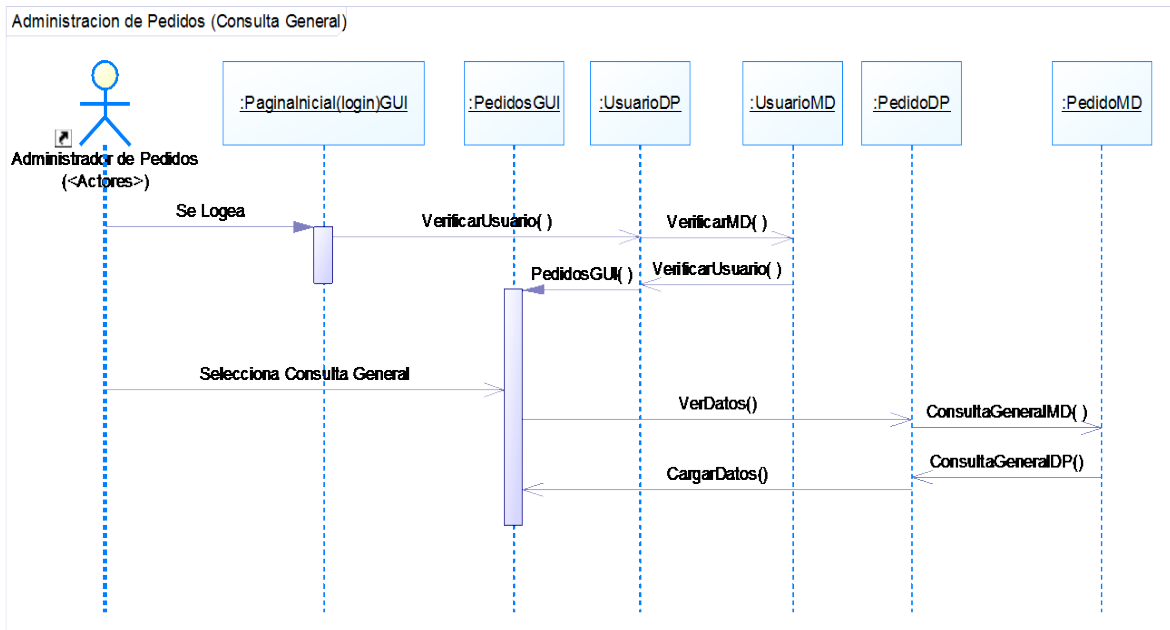 Administracion de Pedidos (Consulta General)
:PaginaInicial(login)GUI
:PedidosGUI
:UsuarioDP
:UsuarioMD
:PedidoDP
:PedidoMD
Administrador de Pedidos
(<Actores>)
Se Logea
VerificarUsuario( )
VerificarMD( )
PedidosGUI( )
VerificarUsuario( )
Selecciona Consulta General
VerDatos()
ConsultaGeneralMD( )
ConsultaGeneralDP()
CargarDatos()